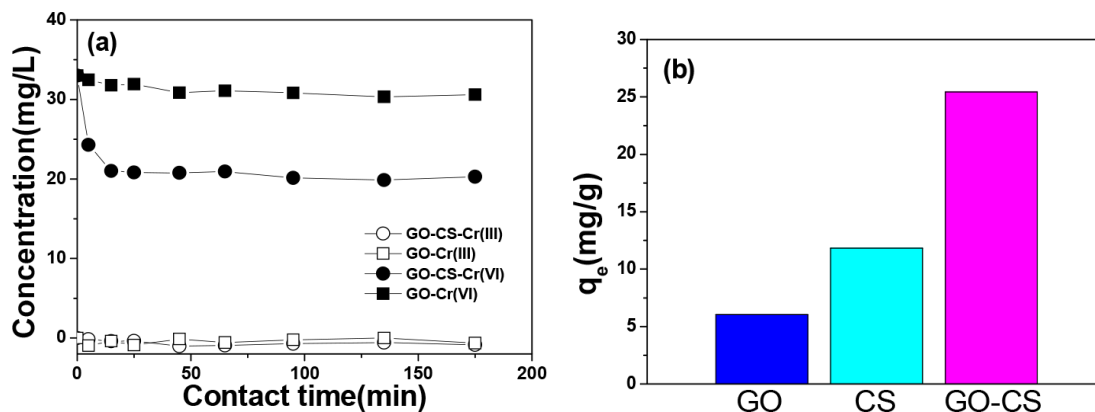 (a)
Concentration(mg/L)
40
30
20
10
0
GO-CS-Cr(III)
GO-Cr(III)
GO-CS-Cr(VI)
GO-Cr(VI)
0 50 100 150 200
Contact time(min)
(b)
qe(mg/g)
30
25
20
15
10
5
0
GO CS GO-CS